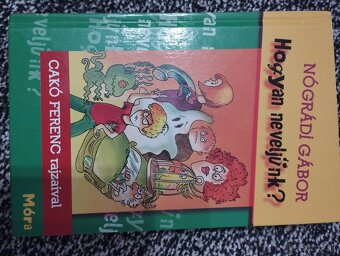 NÓGRÁDI GÁBOR
Hogyan neveljünk?
CAKÓ FERENC rajzaival
Móra